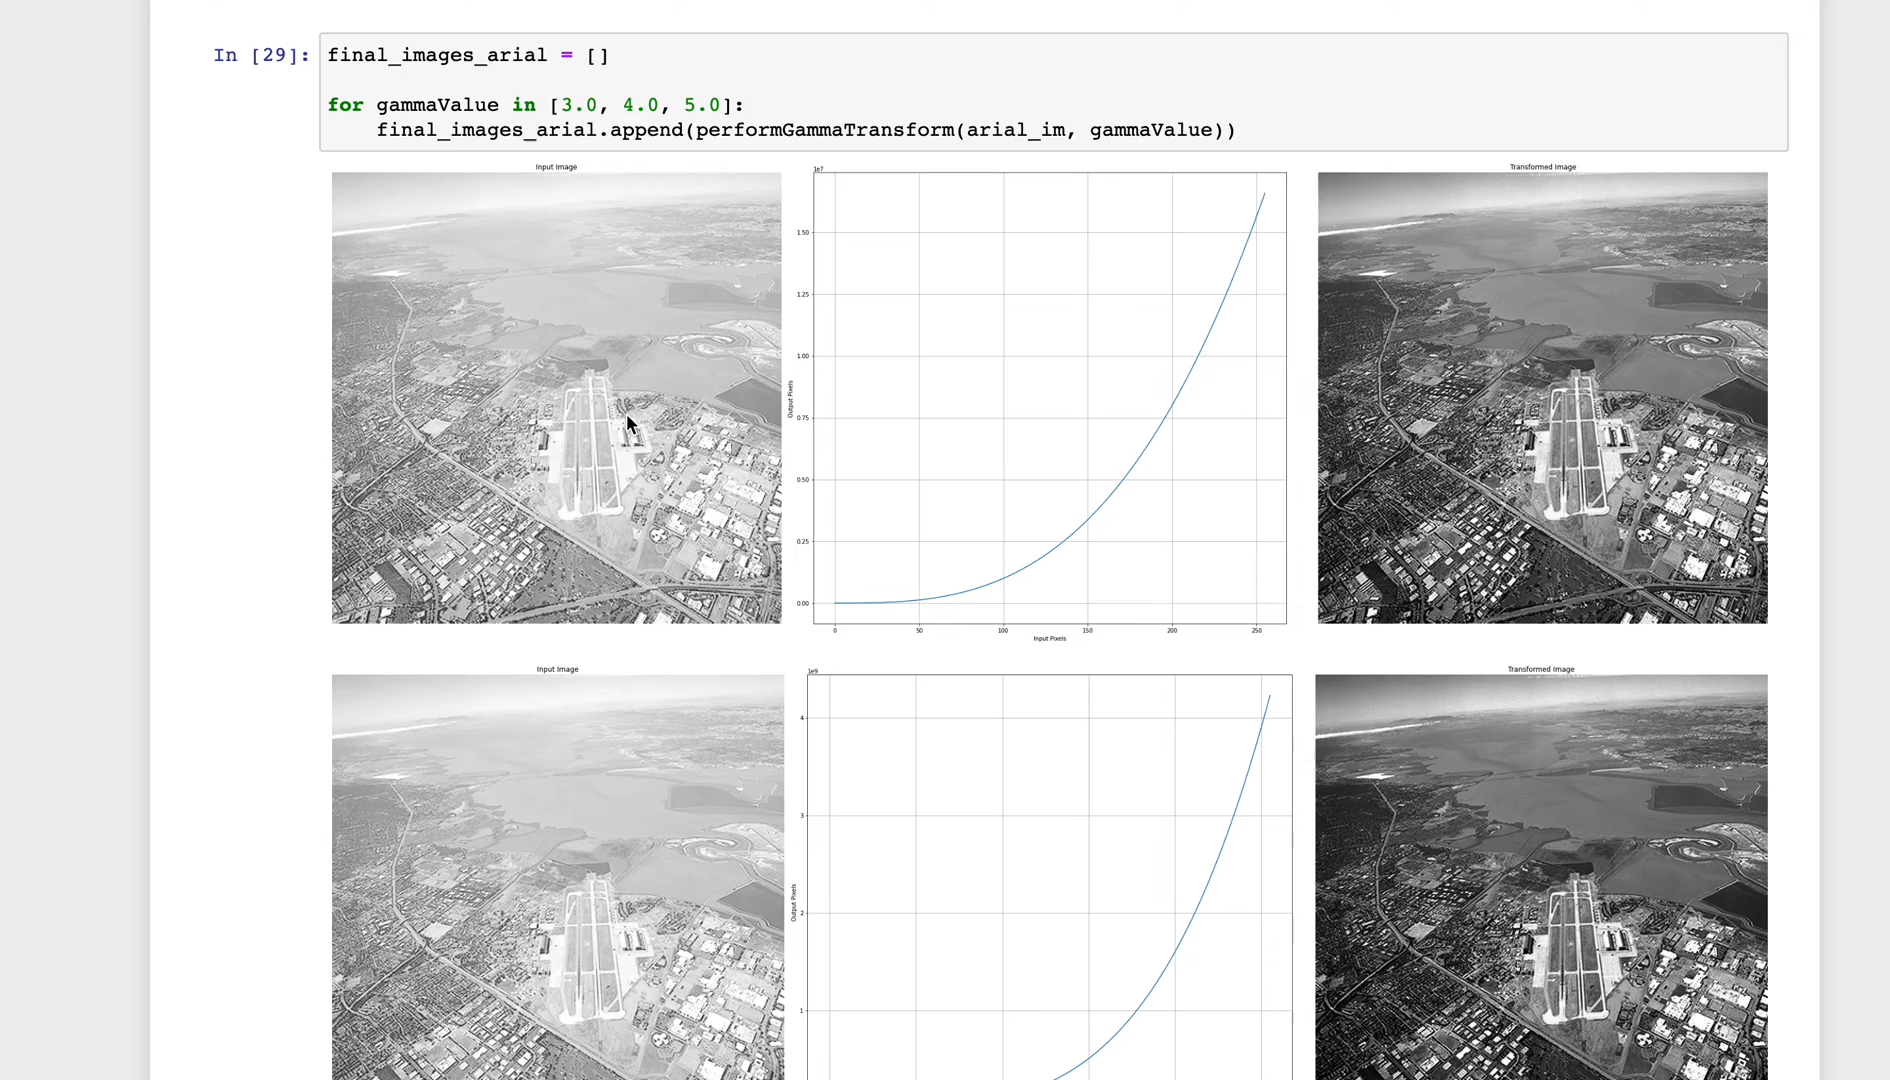 In [29]:
final_images_arial = []
for gammaValue in [3.0, 4.0, 5.0]:
    final_images_arial.append(performGammaTransform(arial_im, gammaValue))
Input Image
1e7
Transformed Image
1.50
1.25
1.00
0.75
0.50
0.25
0.00
Output Pixels
0 50 100 150 200 250
Input Pixels
Input Image
1e9
Transformed Image
4
3
2
1
Output Pixels